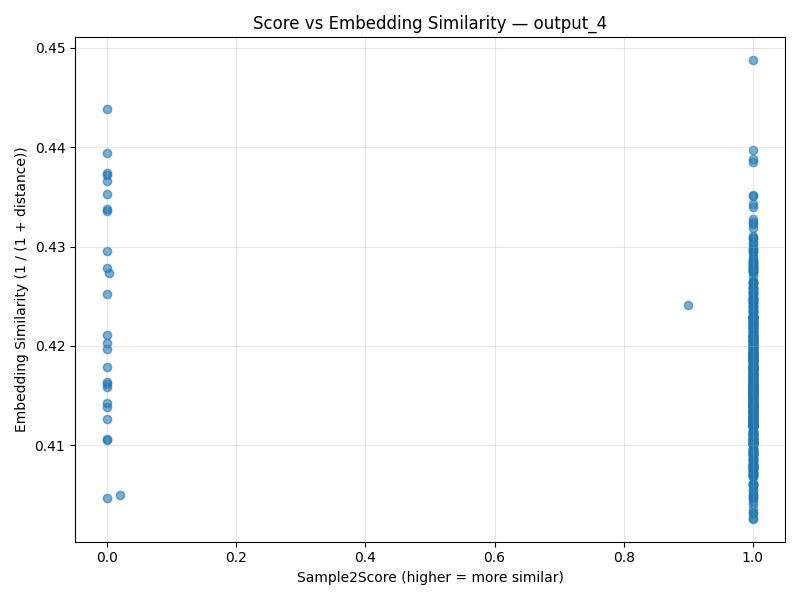 Score vs Embedding Similarity — output_4
Embedding Similarity (1 / (1 + distance))
0.45
0.44
0.43
0.42
0.41
0.0 0.2 0.4 0.6 0.8 1.0
Sample2Score (higher = more similar)